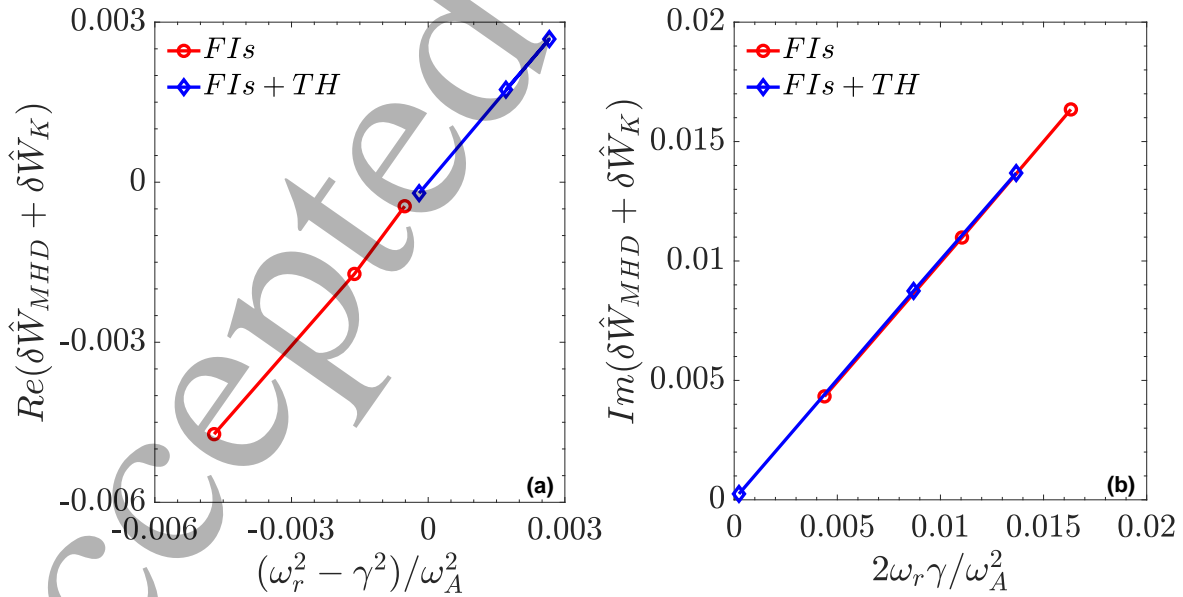 0.003
0
-0.003
-0.006
-0.006
-0.003
0
0.003
Re(δŴ_MHD + δŴ_K)
(ω_r^2 − γ^2)/ω_A^2
FIs
FIs + TH
(a)
0.02
0.015
0.01
0.005
0
0
0.005
0.01
0.015
0.02
Im(δŴ_MHD + δŴ_K)
2ω_rγ/ω_A^2
FIs
FIs + TH
(b)
ccepted